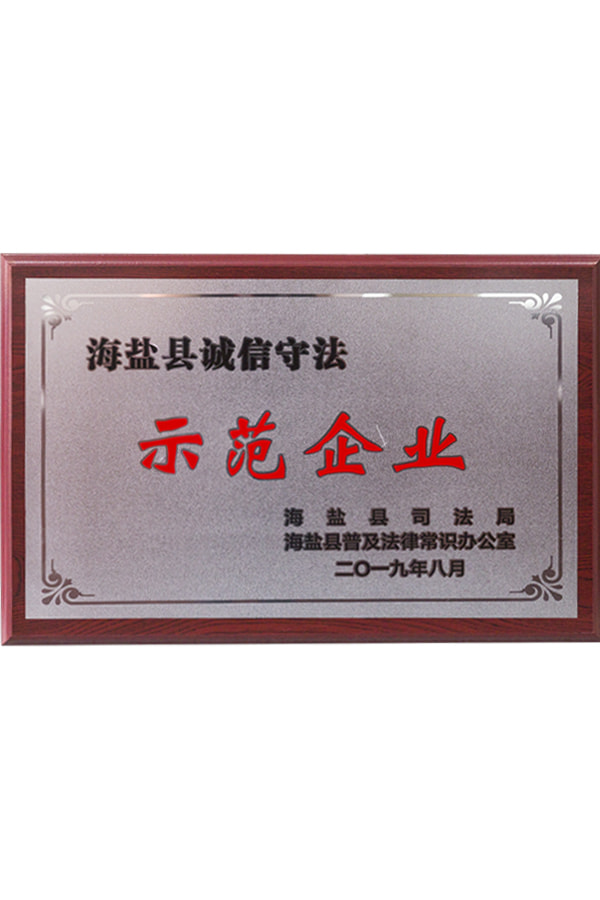 海盐县诚信守法
示范企业
海盐县司法局
海盐县普及法律常识办公室
二〇一九年八月